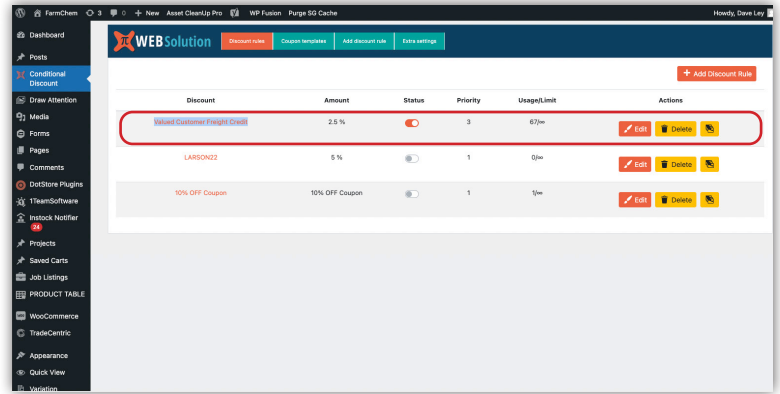 FarmChem 3 0 + New Asset CleanUp Pro WP Fusion Purge SG Cache Howdy, Dave Ley
Dashboard
Posts
Conditional
Discount
Draw Attention
Media
Forms
Pages
Comments
DotStore Plugins
1TeamSoftware
Instock Notifier
24
Projects
Saved Carts
Job Listings
PRODUCT TABLE
WooCommerce
TradeCentric
Appearance
Quick View
Variation
WEB Solution
Discount rules Coupon templates Add discount rule Extra settings
+ Add Discount Rule
Discount Amount Status Priority Usage/Limit Actions
Valued Customer Freight Credit 2.5 % 3 67/∞ Edit Delete
LARSON22 5 % 1 0/∞ Edit Delete
10% OFF Coupon 10% OFF Coupon 1 1/∞ Edit Delete